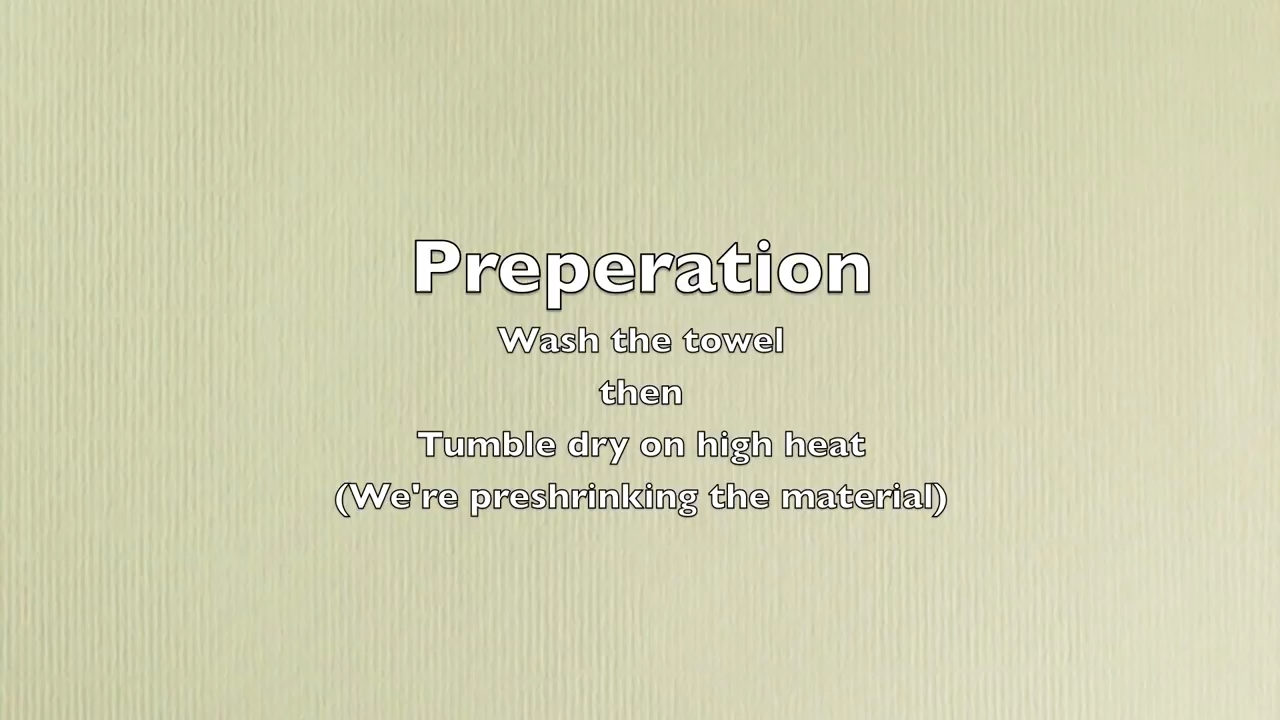 Preperation
Wash the towel
then
Tumble dry on high heat
(We're preshrinking the material)